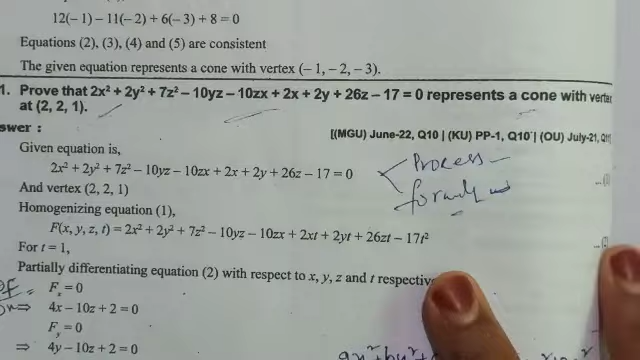 12(− 1) − 11(− 2) + 6(− 3) + 8 = 0
Equations (2), (3), (4) and (5) are consistent
The given equation represents a cone with vertex (− 1, − 2, − 3).
1. Prove that 2x² + 2y² + 7z² − 10yz − 10zx + 2x + 2y + 26z − 17 = 0 represents a cone with
at (2, 2, 1).
swer :
[(MGU) June-22, Q10 | (KU) PP-1, Q10 | (OU) July-21,
Given equation is,
2x² + 2y² + 7z² − 10yz − 10zx + 2x + 2y + 26z − 17 = 0
Process
And vertex (2, 2, 1)
Homogenizing equation (1),
F(x, y, z, t) = 2x² + 2y² + 7z² − 10yz − 10zx + 2xt + 2yt + 26zt − 17t²
For t = 1,
Partially differentiating equation (2) with respect to x, y, z and t
Fx = 0
⇒ 4x − 10z + 2 = 0
Fy = 0
⇒ 4y − 10z + 2 = 0